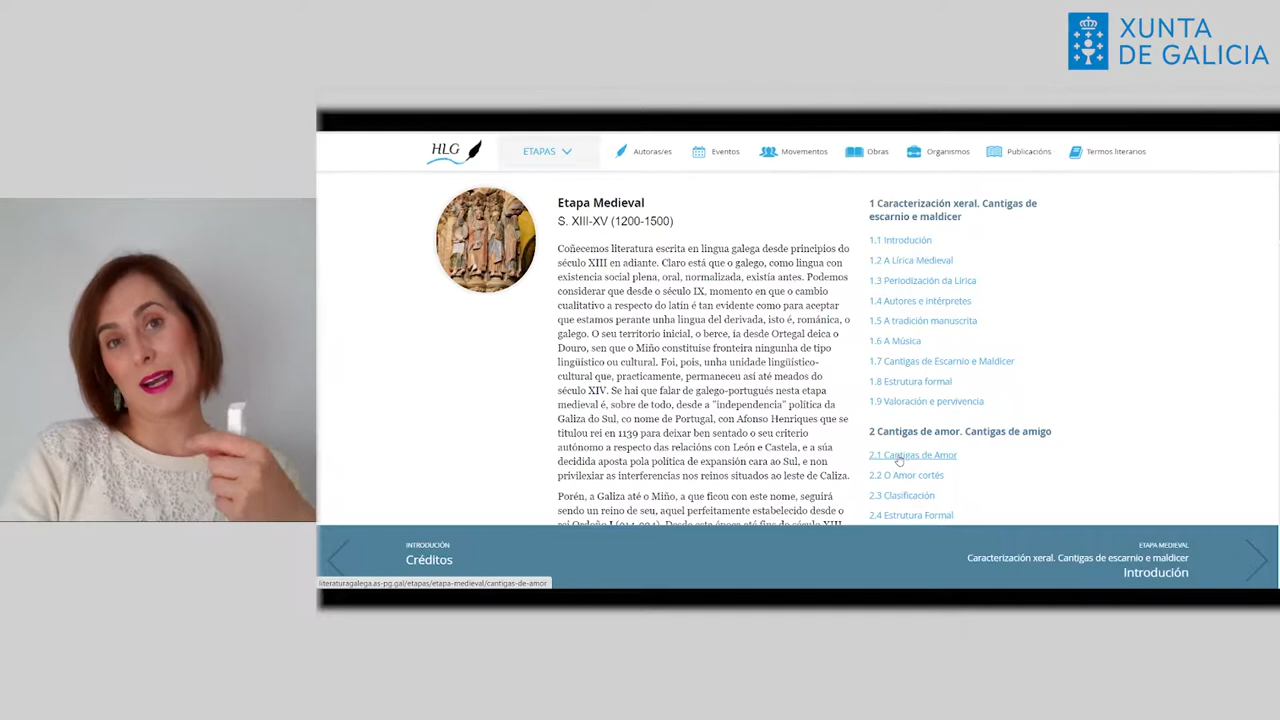 XUNTA
DE GALICIA
HLG
ETAPAS
Autoras/es
Eventos
Movementos
Obras
Organismos
Publicacións
Termos literarios
Etapa Medieval
S. XIII-XV (1200-1500)
Coñecemos literatura escrita en lingua galega desde principios do
século XIII en adiante. Claro está que o galego, como lingua con
existencia social plena, oral, normalizada, existía antes. Podemos
considerar que desde o século IX, momento en que o cambio
cualitativo a respecto do latín é tan evidente como para aceptar
que estamos perante unha lingua del derivada, isto é, románica, o
galego. O seu territorio inicial, o berce, ía desde Ortegal deica o
Douro, sen que o Miño constituíse fronteira ningunha de tipo
lingüístico ou cultural. Foi, pois, unha unidade lingüístico-
cultural que, practicamente, permaneceu así até meados do
século XIV. Se hai que falar de galego-portugués nesta etapa
medieval é, sobre de todo, desde a "independencia" política da
Galiza do Sul, co nome de Portugal, con Afonso Henriques que se
titulou rei en 1139 para deixar ben sentado o seu criterio
autónomo a respecto das relacións con León e Castela, e a súa
decidida aposta pola política de expansión cara ao Sul, e non
privilexiar as interferencias nos reinos situados ao leste de Caliza.
Porén, a Galiza até o Miño, a que ficou con este nome, seguirá
sendo un reino de seu, aquel perfectamente establecido desde o
1 Caracterización xeral. Cantigas de
escarnio e maldicer
1.1 Introdución
1.2 A Lírica Medieval
1.3 Periodización da Lírica
1.4 Autores e intérpretes
1.5 A tradición manuscrita
1.6 A Música
1.7 Cantigas de Escarnio e Maldicer
1.8 Estrutura formal
1.9 Valoración e pervivencia
2 Cantigas de amor. Cantigas de amigo
2.1 Cantigas de Amor
2.2 O Amor cortés
2.3 Clasificación
2.4 Estrutura Formal
INTRODUCIÓN
Créditos
ETAPA MEDIEVAL
Caracterización xeral. Cantigas de escarnio e maldicer
Introdución
literaturagalega.as-pg.gal/etapas/etapa-medieval/cantigas-de-amor